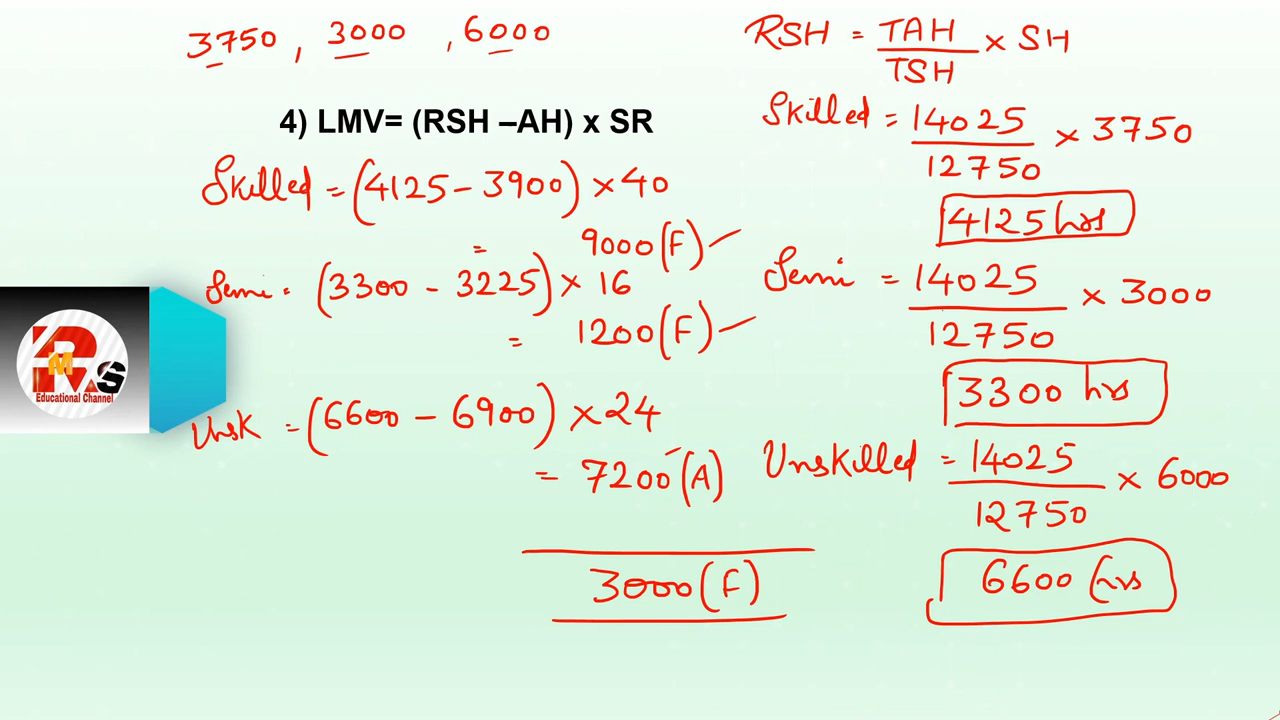 3750, 3000, 6000
4) LMV= (RSH –AH) x SR
Skilled = (4125 - 3900) × 40
= 9000 (F)
Semi = (3300 - 3225) × 16
= 1200 (F)
Unsk = (6600 - 6900) × 24
= 7200 (A)
3000 (F)
RSH = TAH / TSH × SH
Skilled = 14025 / 12750 × 3750
4125 hrs
Semi = 14025 / 12750 × 3000
3300 hrs
Unskilled = 14025 / 12750 × 6000
6600 hrs
Educational Channel